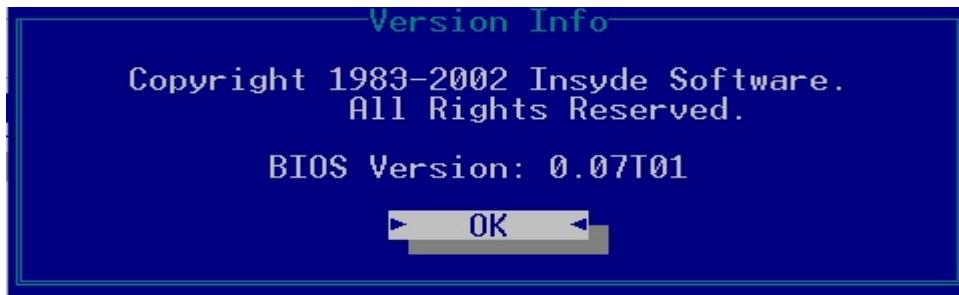 Version Info
Copyright 1983-2002 Insyde Software.
All Rights Reserved.
BIOS Version: 0.07T01
OK